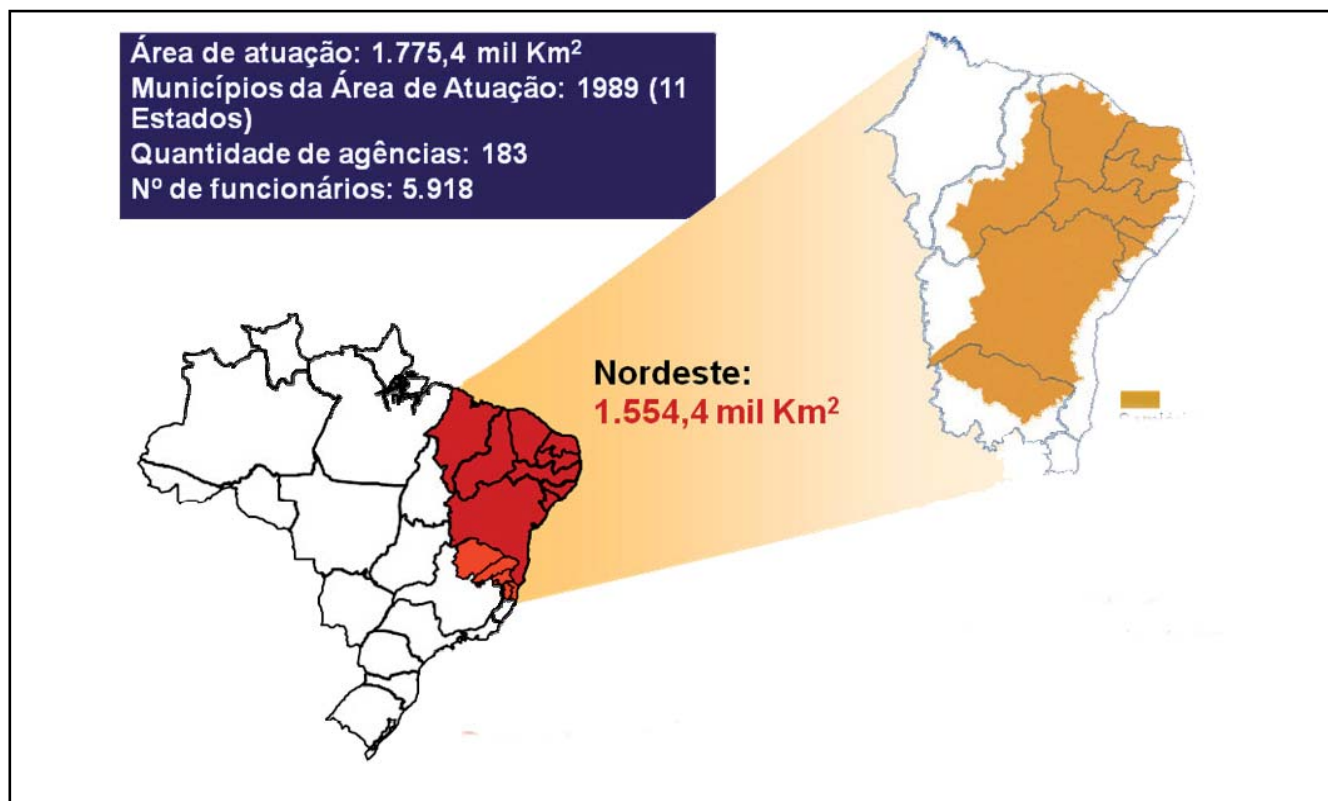 Área de atuação: 1.775,4 mil Km²
Municípios da Área de Atuação: 1989 (11
Estados)
Quantidade de agências: 183
Nº de funcionários: 5.918
Nordeste:
1.554,4 mil Km²